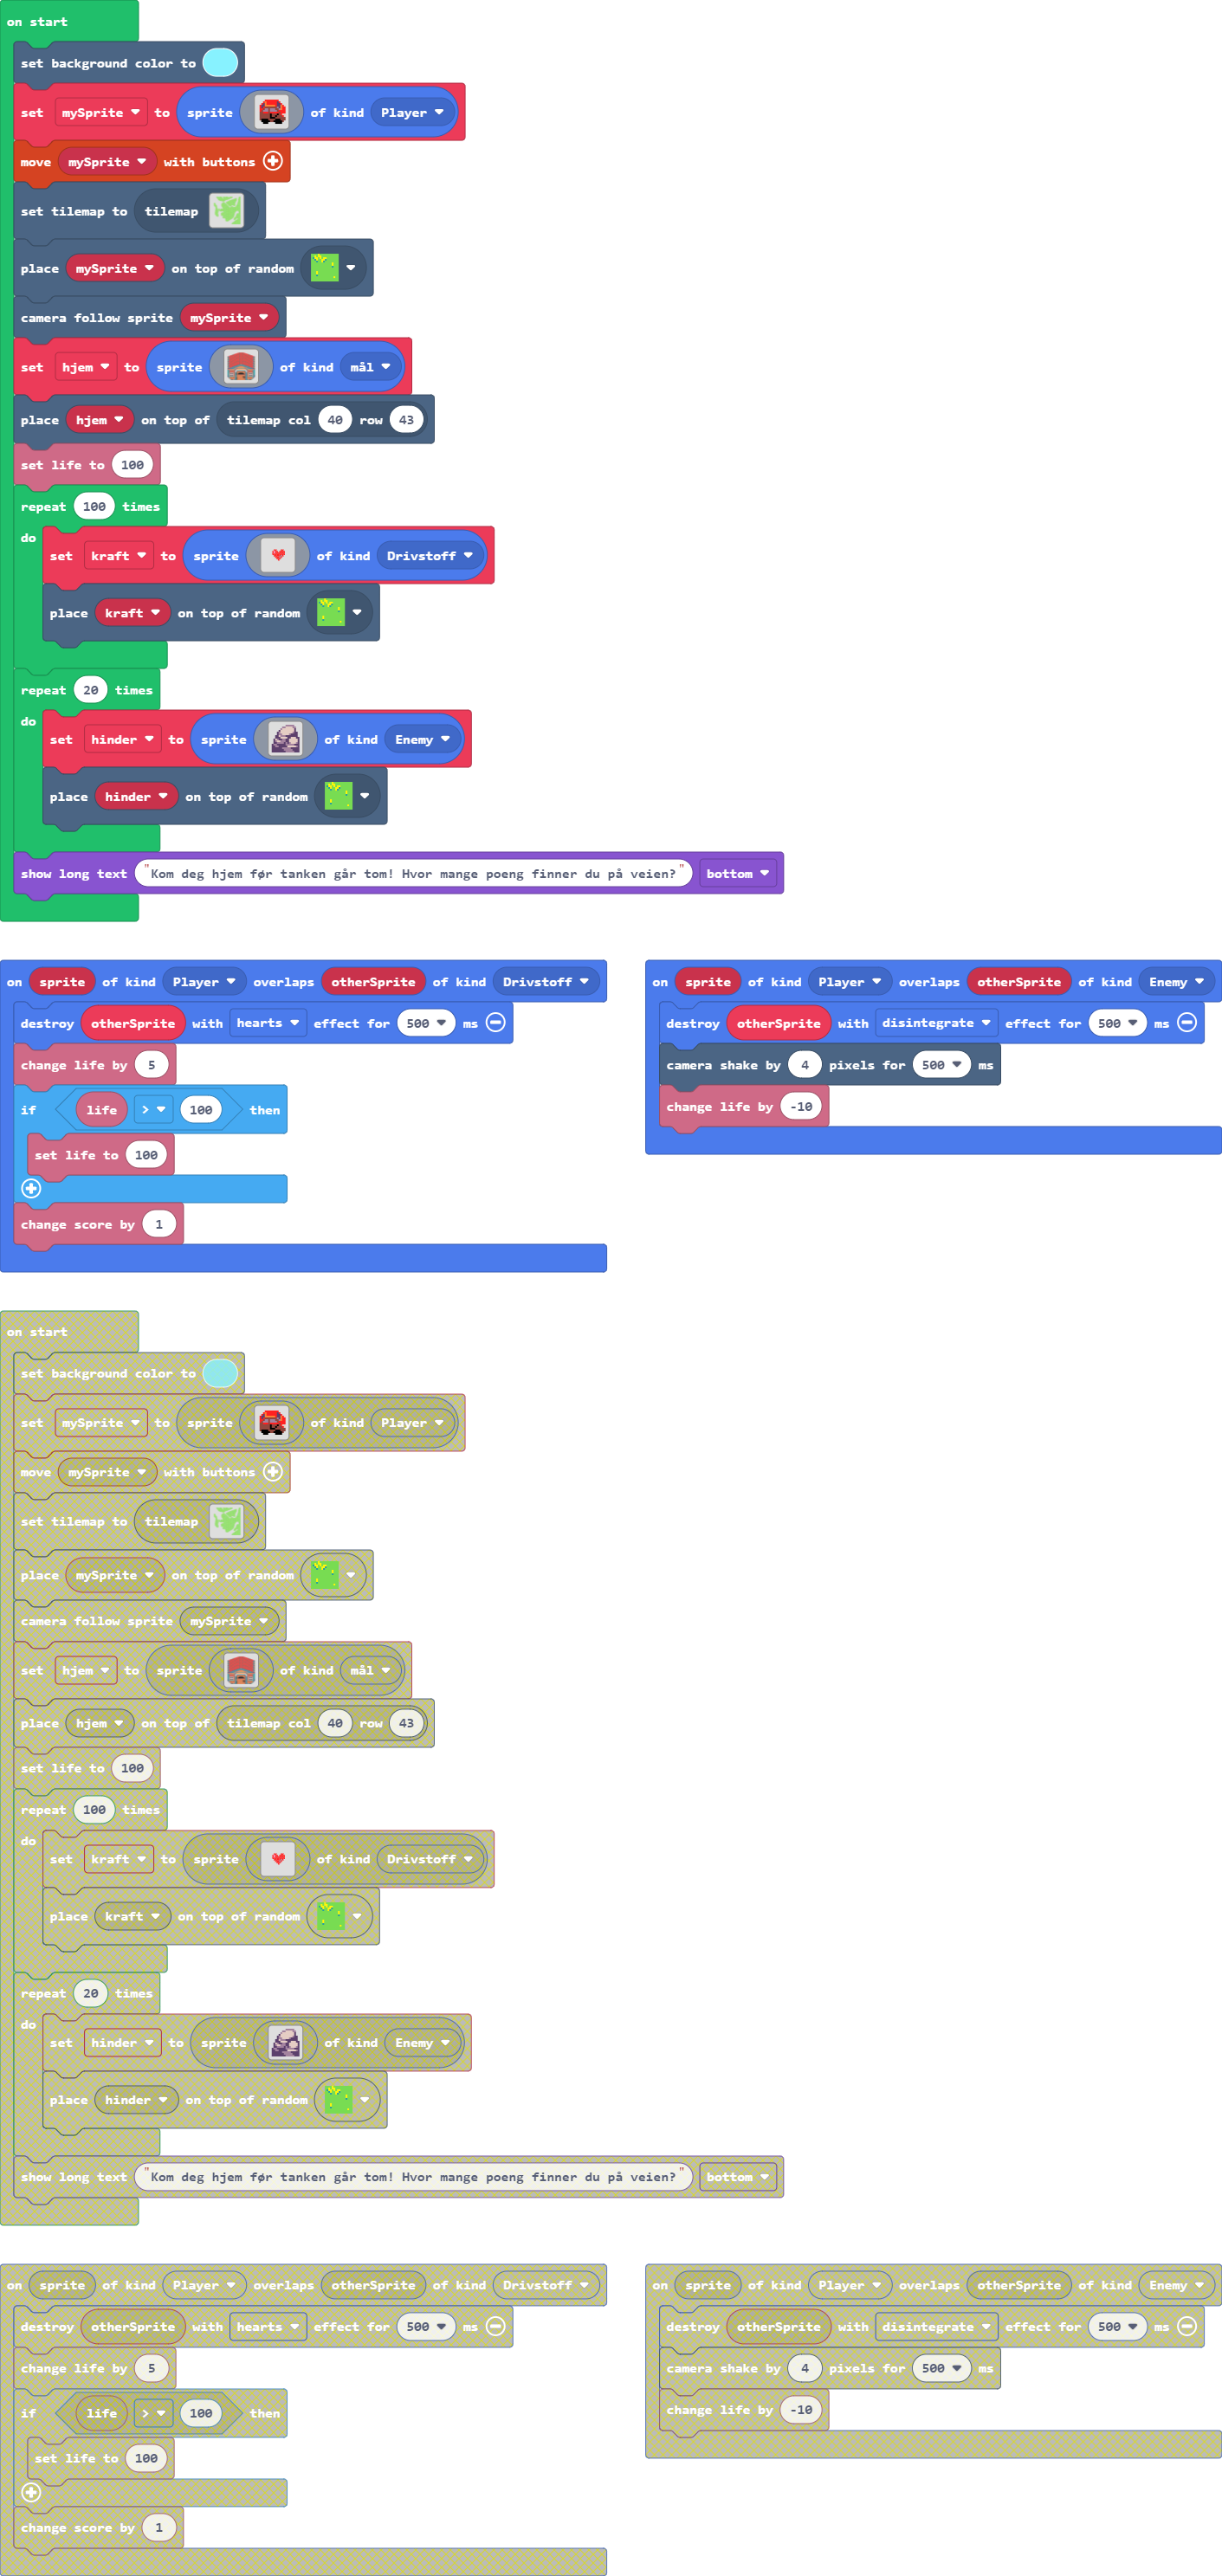 on start
set background color to
set mySprite to sprite of kind Player
move mySprite with buttons
set tilemap to tilemap
place mySprite on top of random
camera follow sprite mySprite
set hjem to sprite of kind mål
place hjem on top of tilemap col 40 row 43
set life to 100
repeat 100 times
do
set kraft to sprite of kind Drivstoff
place kraft on top of random
repeat 20 times
do
set hinder to sprite of kind Enemy
place hinder on top of random
show long text "Kom deg hjem før tanken går tom! Hvor mange poeng finner du på veien?" bottom
on sprite of kind Player overlaps otherSprite of kind Drivstoff
destroy otherSprite with hearts effect for 500 ms
change life by 5
if life > 100 then
set life to 100
change score by 1
on sprite of kind Player overlaps otherSprite of kind Enemy
destroy otherSprite with disintegrate effect for 500 ms
camera shake by 4 pixels for 500 ms
change life by -10
on start
set background color to
set mySprite to sprite of kind Player
move mySprite with buttons
set tilemap to tilemap
place mySprite on top of random
camera follow sprite mySprite
set hjem to sprite of kind mål
place hjem on top of tilemap col 40 row 43
set life to 100
repeat 100 times
do
set kraft to sprite of kind Drivstoff
place kraft on top of random
repeat 20 times
do
set hinder to sprite of kind Enemy
place hinder on top of random
show long text "Kom deg hjem før tanken går tom! Hvor mange poeng finner du på veien?" bottom
on sprite of kind Player overlaps otherSprite of kind Drivstoff
destroy otherSprite with hearts effect for 500 ms
change life by 5
if life > 100 then
set life to 100
change score by 1
on sprite of kind Player overlaps otherSprite of kind Enemy
destroy otherSprite with disintegrate effect for 500 ms
camera shake by 4 pixels for 500 ms
change life by -10